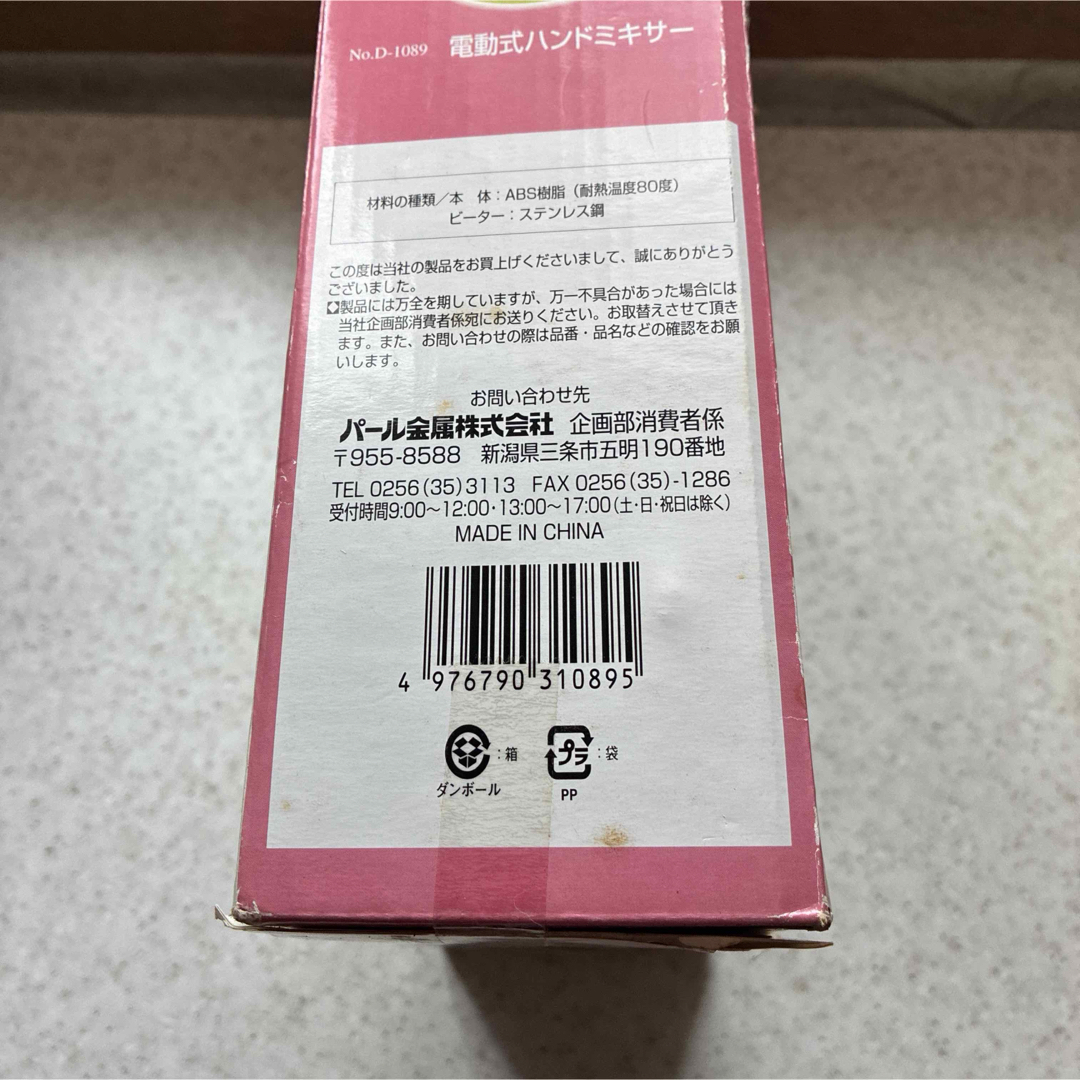 No.D-1089 電動式ハンドミキサー
材料の種類／本　体：ABS樹脂（耐熱温度80度）
ビーター：ステンレス鋼
この度は当社の製品をお買上げくださいまして、誠にありがとう
ございました。
✪製品には万全を期していますが、万一不具合があった場合には
当社企画部消費者係宛にお送りください。お取替えさせて頂き
ます。また、お問い合わせの際は品番・品名などの確認をお願
いします。
お問い合わせ先
パール金属株式会社 企画部消費者係
〒955-8588　新潟県三条市五明190番地
TEL 0256(35)3113 FAX 0256(35)-1286
受付時間9:00～12:00・13:00～17:00(土・日・祝日は除く)
MADE IN CHINA
4 976790 310895
：箱 プラ：袋
ダンボール PP